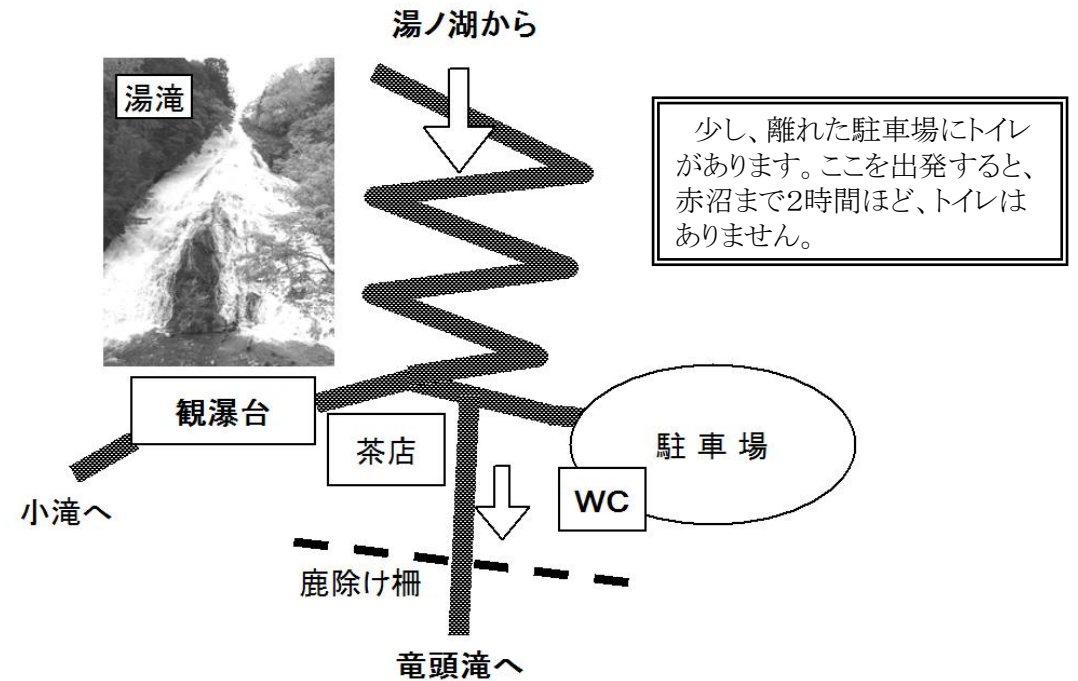 湯ノ湖から
湯滝
少し、離れた駐車場にトイレ
があります。ここを出発すると、
赤沼まで2時間ほど、トイレは
ありません。
観瀑台
茶店
駐車場
WC
小滝へ
鹿除け柵
竜頭滝へ